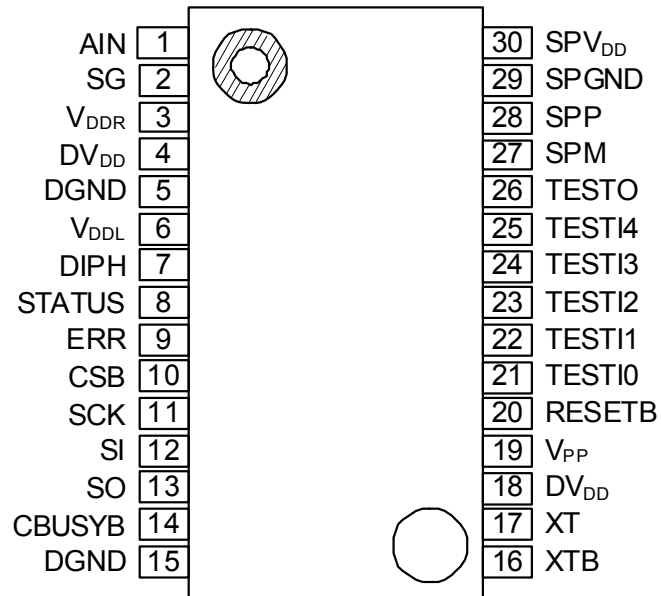 AIN 1 30 SPVDD
SG 2 29 SPGND
VDDR 3 28 SPP
DVDD 4 27 SPM
DGND 5 26 TESTO
VDDL 6 25 TESTI4
DIPH 7 24 TESTI3
STATUS 8 23 TESTI2
ERR 9 22 TESTI1
CSB 10 21 TESTI0
SCK 11 20 RESETB
SI 12 19 VPP
SO 13 18 DVDD
CBUSYB 14 17 XT
DGND 15 16 XTB